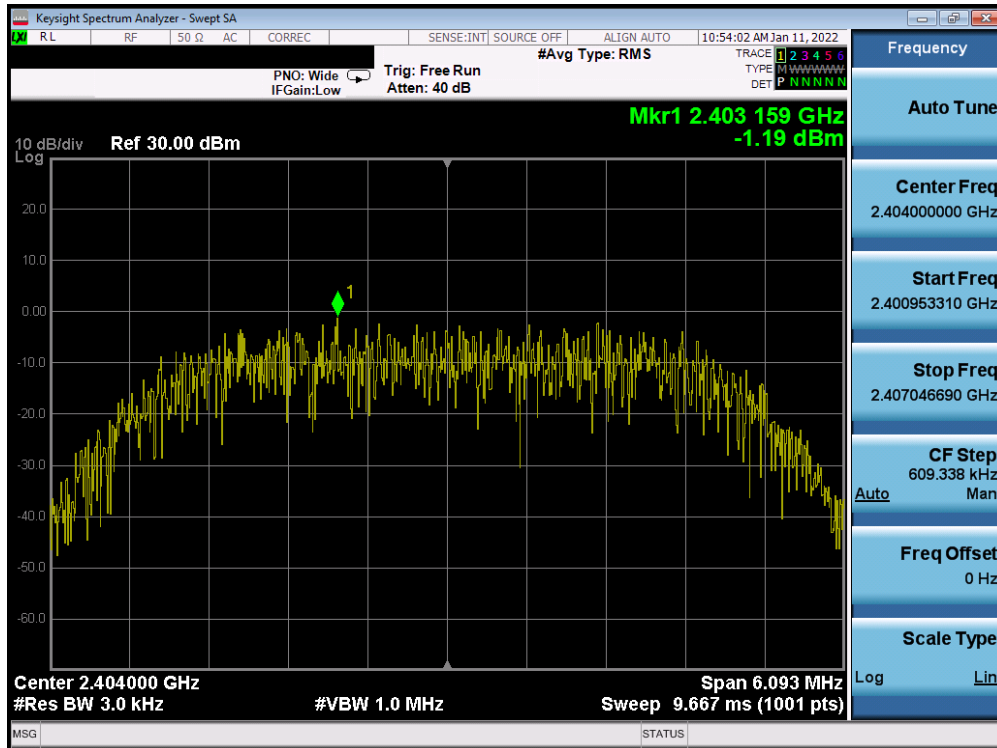 Keysight Spectrum Analyzer - Swept SA
LXI RL RF 50 Ω AC CORREC SENSE:INT SOURCE OFF ALIGN AUTO 10:54:02 AM Jan 11, 2022
#Avg Type: RMS
TRACE 1 2 3 4 5 6
TYPE M WWWWW
DET P N N N N N
PNO: Wide Trig: Free Run
IFGain:Low Atten: 40 dB
Mkr1 2.403 159 GHz
-1.19 dBm
10 dB/div Ref 30.00 dBm
Log
20.0
10.0
0.00
-10.0
-20.0
-30.0
-40.0
-50.0
-60.0
1
Center 2.404000 GHz Span 6.093 MHz
#Res BW 3.0 kHz #VBW 1.0 MHz Sweep 9.667 ms (1001 pts)
MSG STATUS
Frequency
Auto Tune
Center Freq
2.404000000 GHz
Start Freq
2.400953310 GHz
Stop Freq
2.407046690 GHz
CF Step
609.338 kHz
Auto Man
Freq Offset
0 Hz
Scale Type
Log Lin